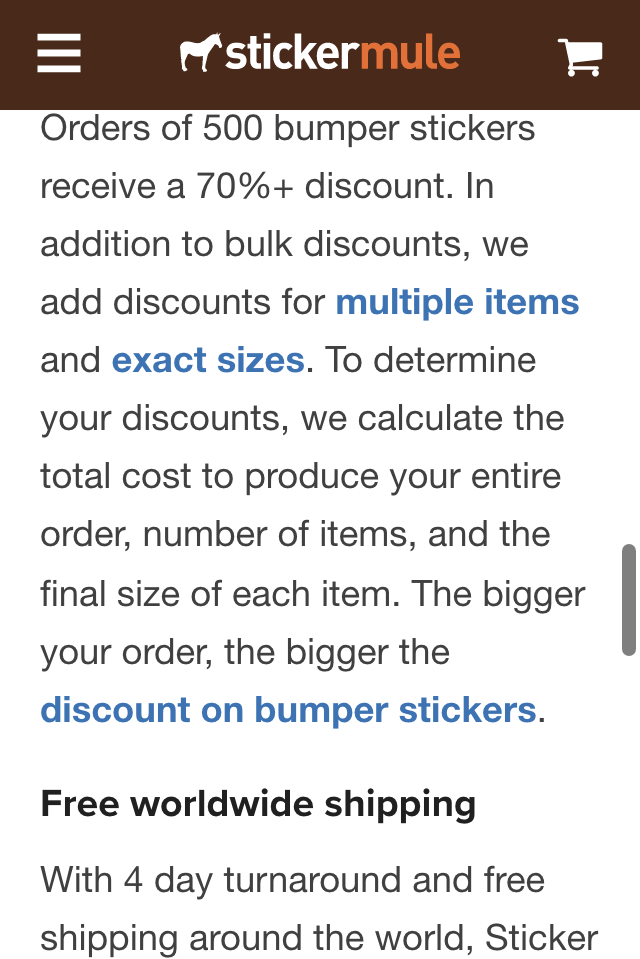 stickermule
Orders of 500 bumper stickers
receive a 70%+ discount. In
addition to bulk discounts, we
add discounts for multiple items
and exact sizes. To determine
your discounts, we calculate the
total cost to produce your entire
order, number of items, and the
final size of each item. The bigger
your order, the bigger the
discount on bumper stickers.
Free worldwide shipping
With 4 day turnaround and free
shipping around the world, Sticker